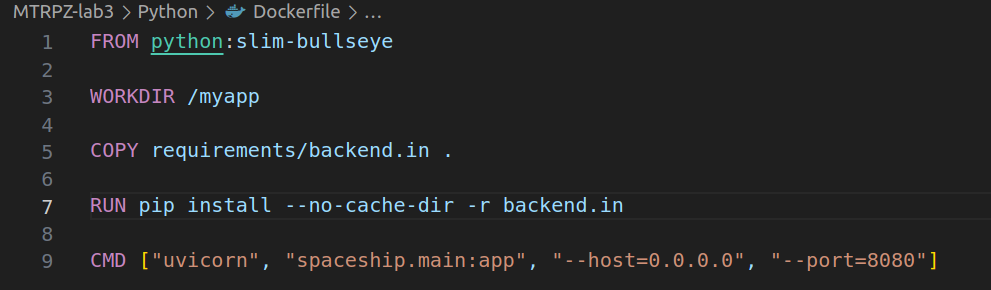 MTRPZ-lab3 > Python > Dockerfile > ...
1 FROM python:slim-bullseye
2
3 WORKDIR /myapp
4
5 COPY requirements/backend.in .
6
7 RUN pip install --no-cache-dir -r backend.in
8
9 CMD ["uvicorn", "spaceship.main:app", "--host=0.0.0.0", "--port=8080"]